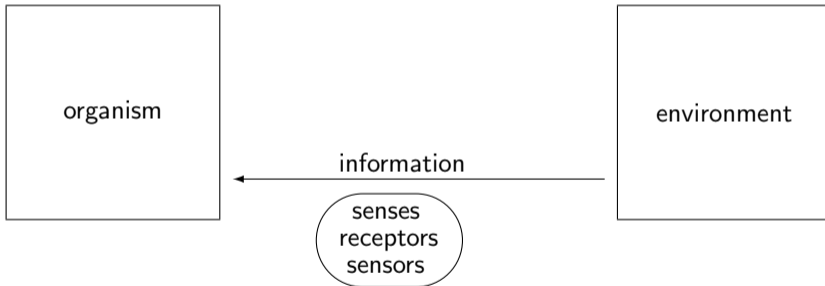 organism
environment
information
senses
receptors
sensors